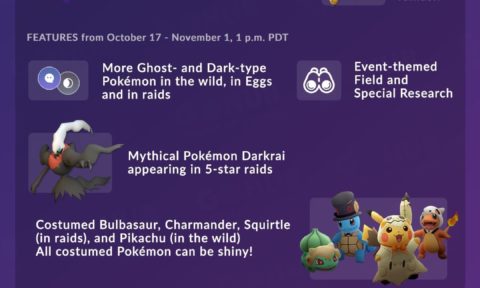 FEATURES from October 17 - November 1, 1 p.m. PDT
More Ghost- and Dark-type
Pokémon in the wild, in Eggs
and in raids
Event-themed
Field and
Special Research
Mythical Pokémon Darkrai
appearing in 5-star raids
Costumed Bulbasaur, Charmander, Squirtle
(in raids), and Pikachu (in the wild)
All costumed Pokémon can be shiny!